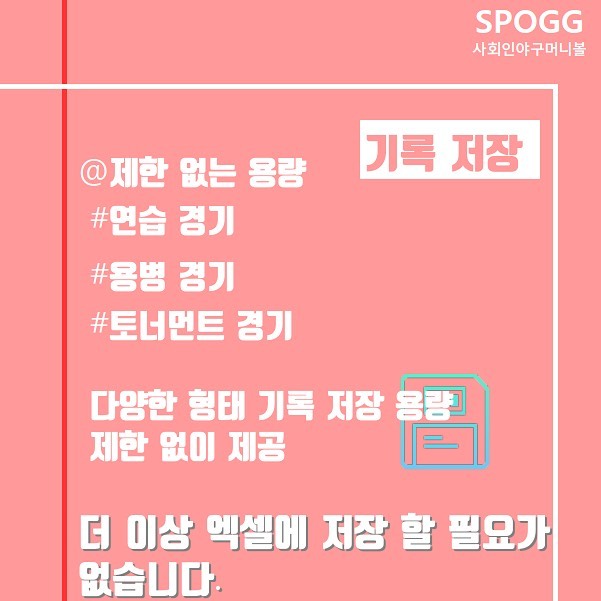 SPOGG
사회인야구머니볼
기록 저장
@제한 없는 용량
#연습 경기
#용병 경기
#토너먼트 경기
다양한 형태 기록 저장 용량
제한 없이 제공
더 이상 엑셀에 저장 할 필요가
없습니다.